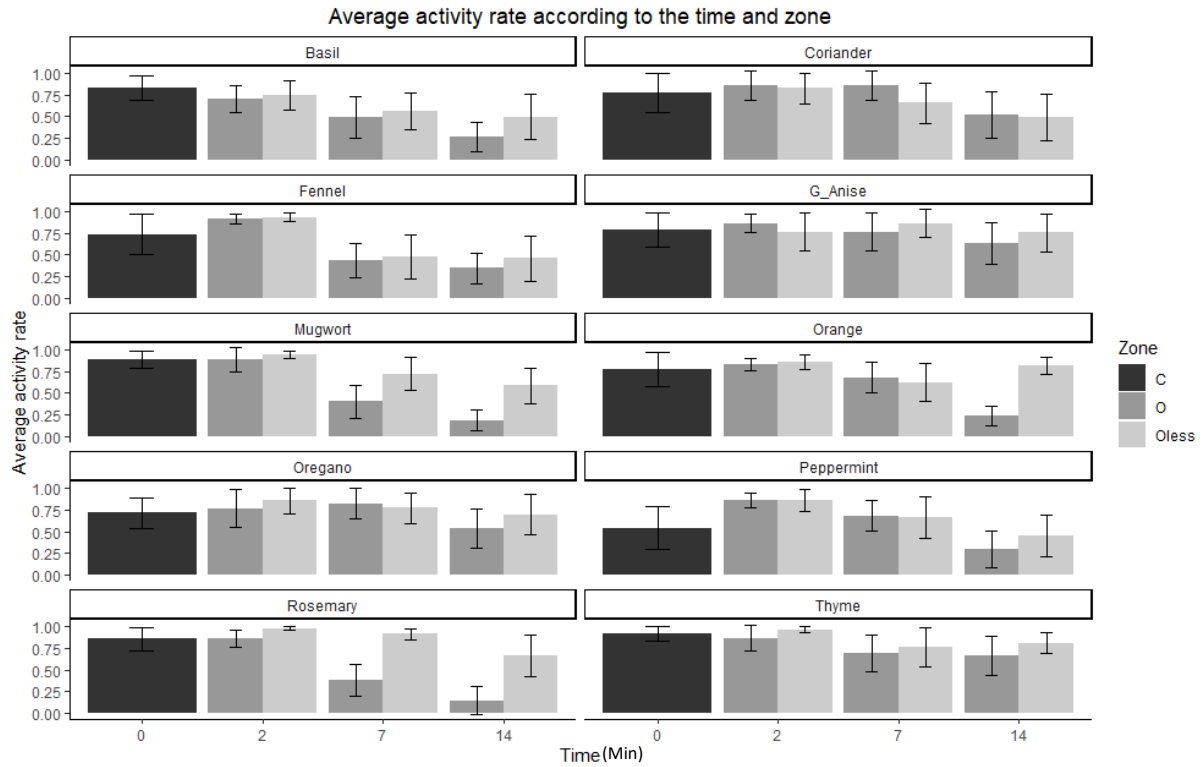 Average activity rate according to the time and zone
Basil
Coriander
1.00
0.75
0.50
0.25
0.00
Fennel
G_Anise
1.00
0.75
0.50
0.25
0.00
Mugwort
Orange
1.00
0.75
0.50
0.25
0.00
Oregano
Peppermint
1.00
0.75
0.50
0.25
0.00
Rosemary
Thyme
1.00
0.75
0.50
0.25
0.00
Average activity rate
0 2 7 14
0 2 7 14
Time (Min)
Zone
C
O
Oless